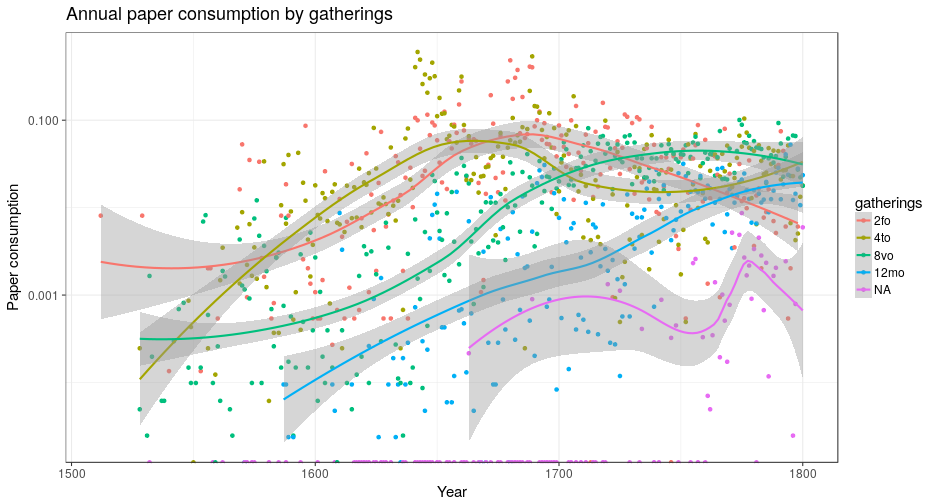 Annual paper consumption by gatherings
Paper consumption
0.100
0.001
1500
1600
1700
1800
Year
gatherings
2fo
4to
8vo
12mo
NA